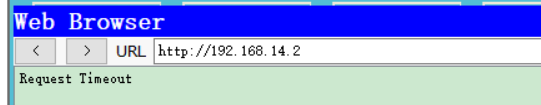 Web Browser
< > URL http://192.168.14.2
Request Timeout